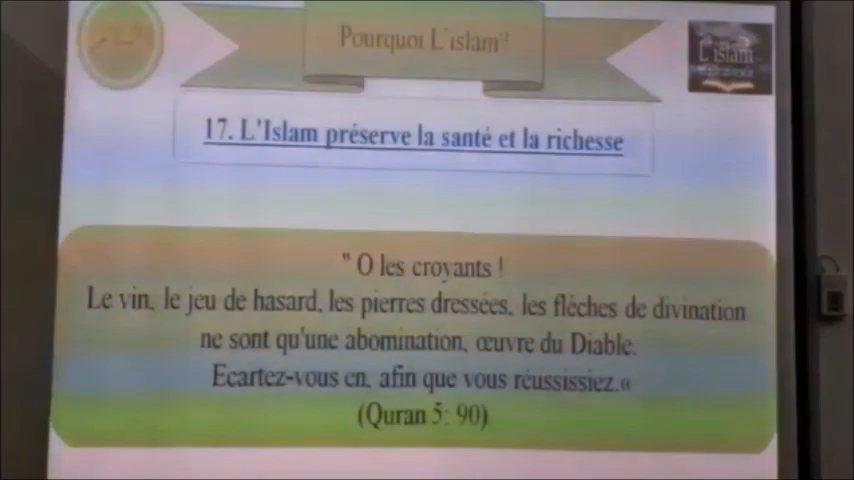 Pourquoi L'islam?
L'islam
17. L'Islam préserve la santé et la richesse
" O les croyants !
Le vin, le jeu de hasard, les pierres dressées, les flêches de divination
ne sont qu'une abomination, œuvre du Diable.
Ecartez-vous en, afin que vous réussissiez.«
(Quran 5: 90)